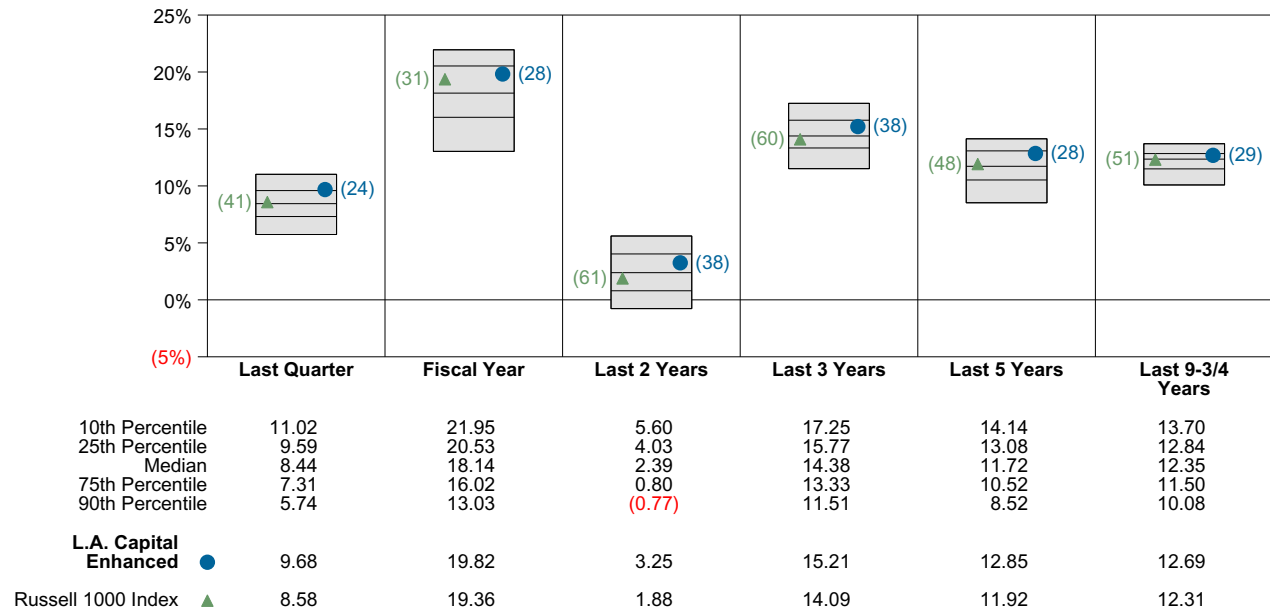 25%
20%
15%
10%
5%
0%
(5%)
(41) (24)
(31) (28)
(61) (38)
(60) (38)
(48) (28)
(51) (29)
Last Quarter Fiscal Year Last 2 Years Last 3 Years Last 5 Years Last 9-3/4
Years
10th Percentile 11.02 21.95 5.60 17.25 14.14 13.70
25th Percentile 9.59 20.53 4.03 15.77 13.08 12.84
Median 8.44 18.14 2.39 14.38 11.72 12.35
75th Percentile 7.31 16.02 0.80 13.33 10.52 11.50
90th Percentile 5.74 13.03 (0.77) 11.51 8.52 10.08
L.A. Capital
Enhanced 9.68 19.82 3.25 15.21 12.85 12.69
Russell 1000 Index 8.58 19.36 1.88 14.09 11.92 12.31